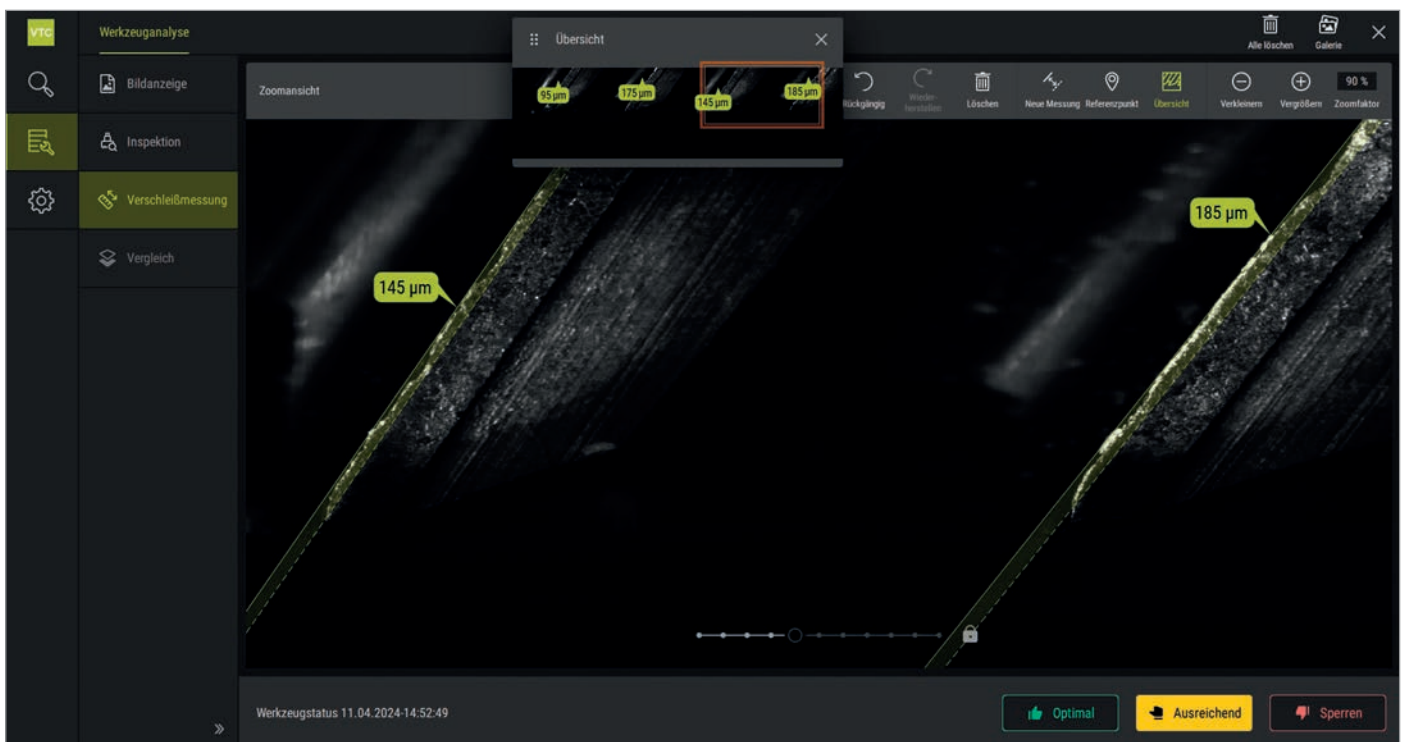 VTC
Werkzeuganalyse
Übersicht
Alle löschen
Galerie
Bildanzeige
Inspektion
Verschleißmessung
Vergleich
Zoomansicht
95 µm
175 µm
145 µm
185 µm
Rückgängig
Wieder-
herstellen
Löschen
Neue Messung
Referenzpunkt
Übersicht
Verkleinern
Vergrößern
90 %
Zoomfaktor
145 µm
185 µm
Werkzeugstatus 11.04.2024-14:52:49
Optimal
Ausreichend
Sperren